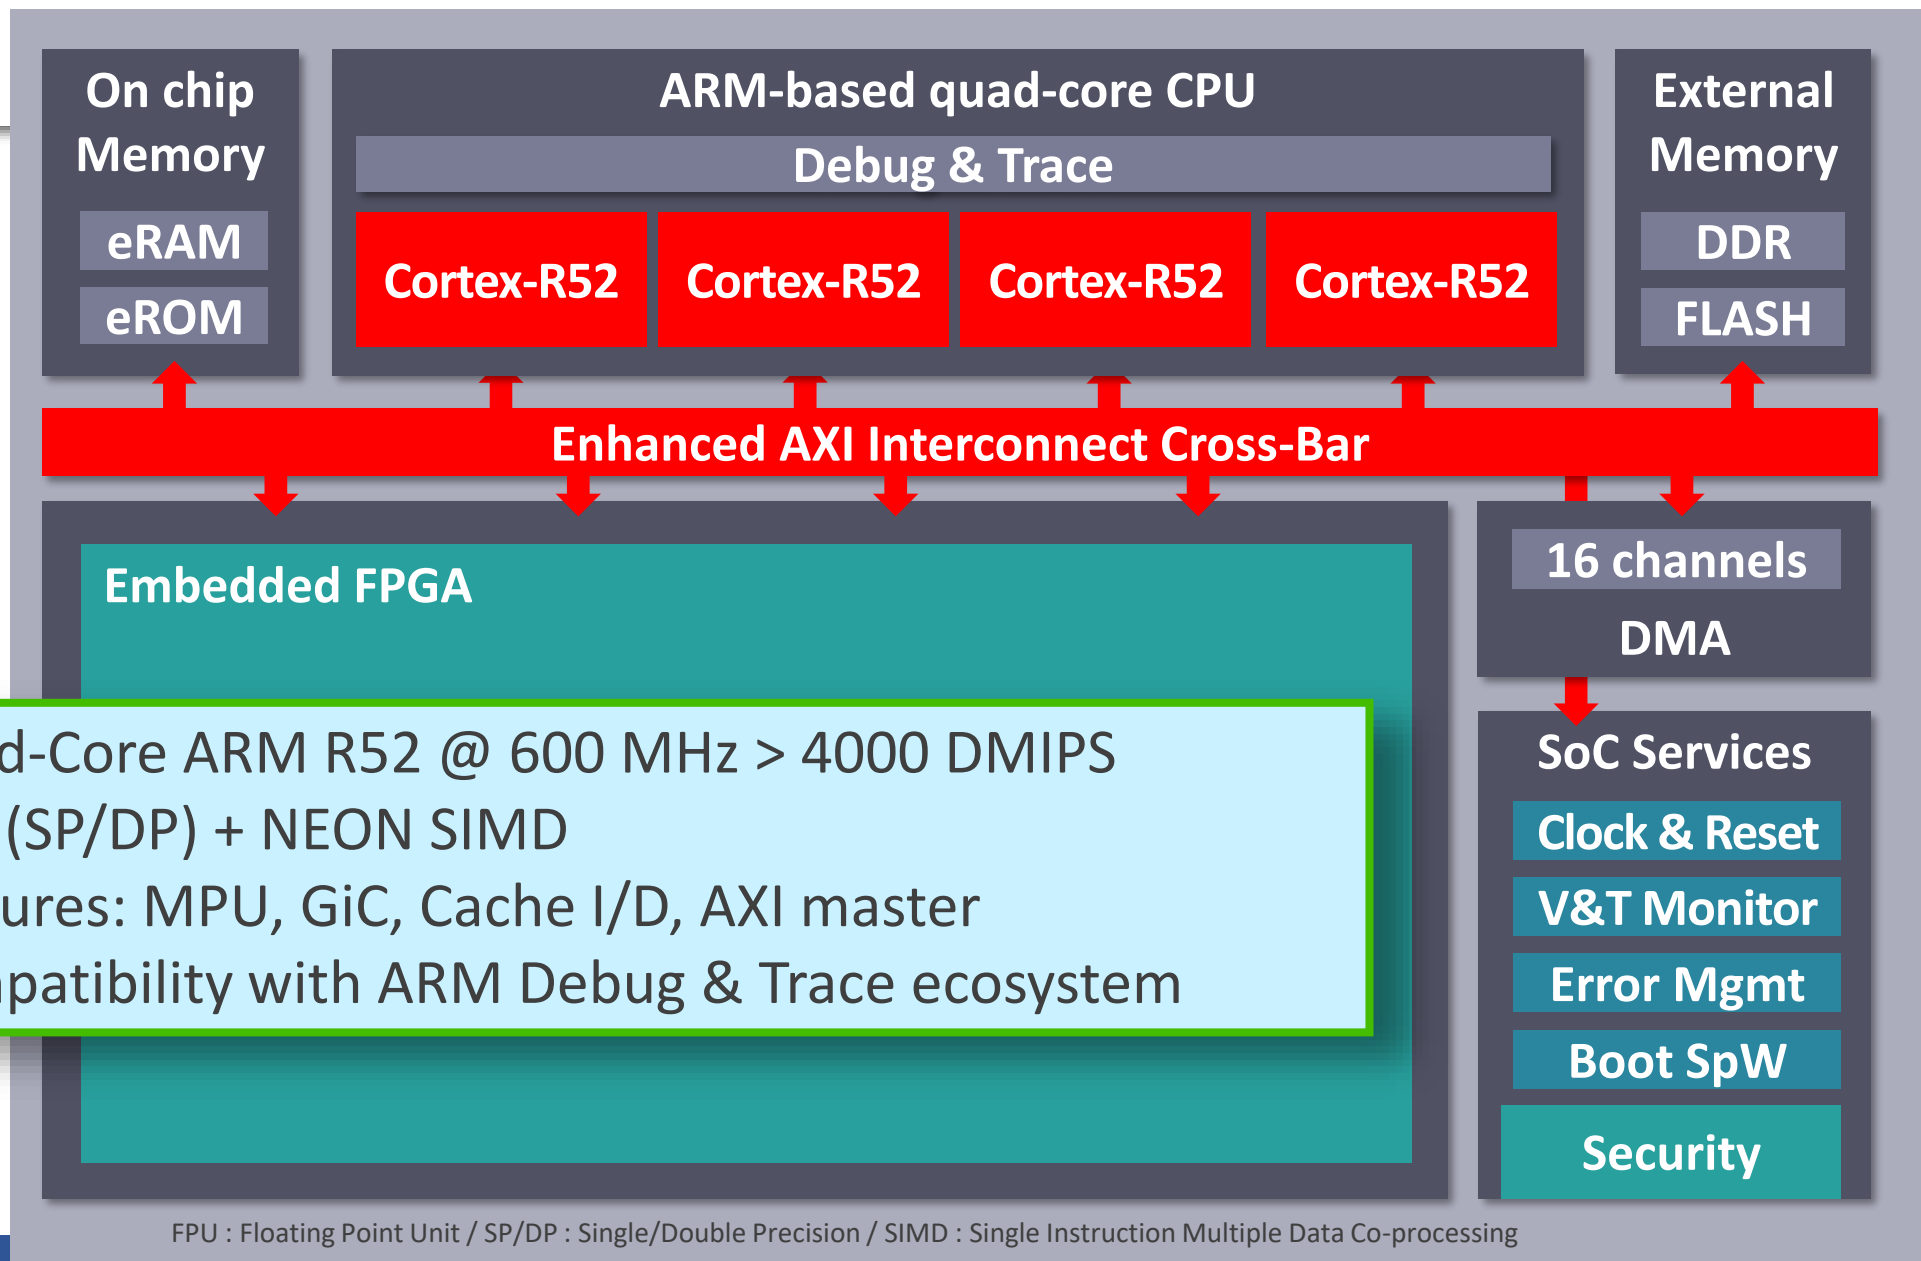 On chip
Memory
eRAM
eROM
ARM-based quad-core CPU
Debug & Trace
Cortex-R52
Cortex-R52
Cortex-R52
Cortex-R52
External
Memory
DDR
FLASH
Enhanced AXI Interconnect Cross-Bar
Embedded FPGA
d-Core ARM R52 @ 600 MHz > 4000 DMIPS
(SP/DP) + NEON SIMD
ures: MPU, GiC, Cache I/D, AXI master
patibility with ARM Debug & Trace ecosystem
16 channels
DMA
SoC Services
Clock & Reset
V&T Monitor
Error Mgmt
Boot SpW
Security
FPU : Floating Point Unit / SP/DP : Single/Double Precision / SIMD : Single Instruction Multiple Data Co-processing